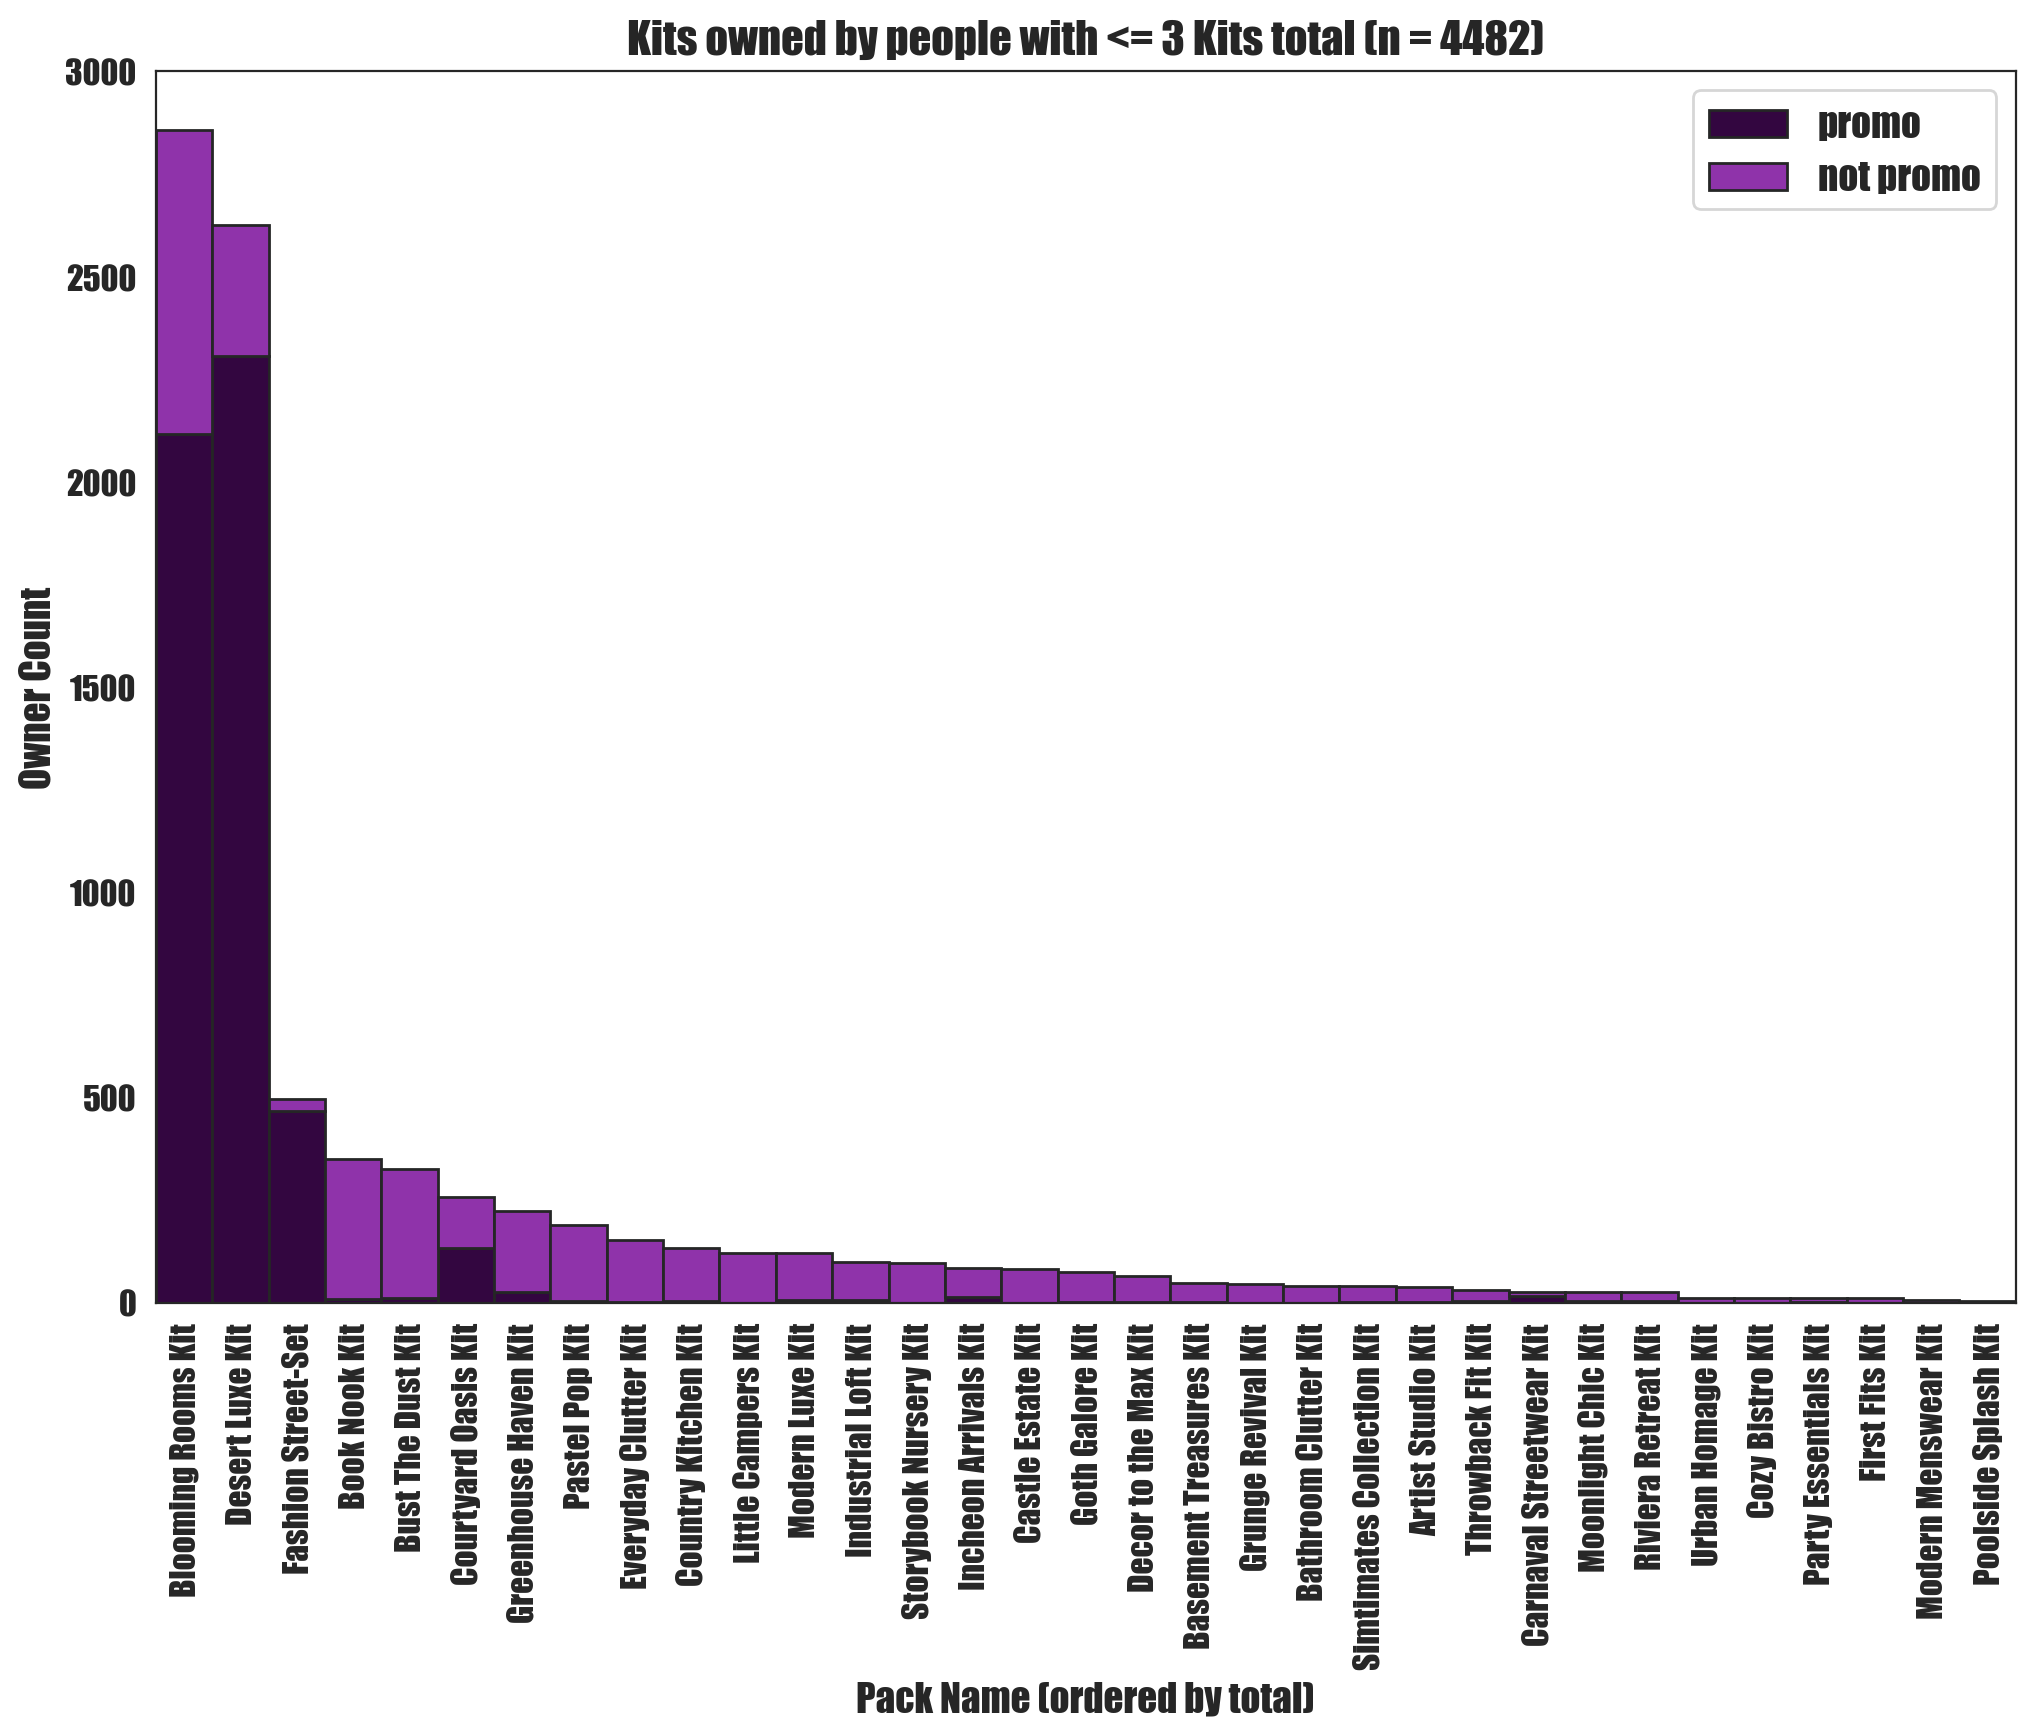 Kits owned by people with <= 3 Kits total (n = 4482)
3000
2500
2000
1500
1000
500
0
Owner Count
promo
not promo
Blooming Rooms Kit
Desert Luxe Kit
Fashion Street-Set
Book Nook Kit
Bust The Dust Kit
Courtyard Oasis Kit
Greenhouse Haven Kit
Pastel Pop Kit
Everyday Clutter Kit
Country Kitchen Kit
Little Campers Kit
Modern Luxe Kit
Industrial Loft Kit
Storybook Nursery Kit
Incheon Arrivals Kit
Castle Estate Kit
Goth Galore Kit
Decor to the Max Kit
Basement Treasures Kit
Grunge Revival Kit
Bathroom Clutter Kit
Simtimates Collection Kit
Artist Studio Kit
Throwback Fit Kit
Carnaval Streetwear Kit
Moonlight Chic Kit
Riviera Retreat Kit
Urban Homage Kit
Cozy Bistro Kit
Party Essentials Kit
First Fits Kit
Modern Menswear Kit
Poolside Splash Kit
Pack Name (ordered by total)